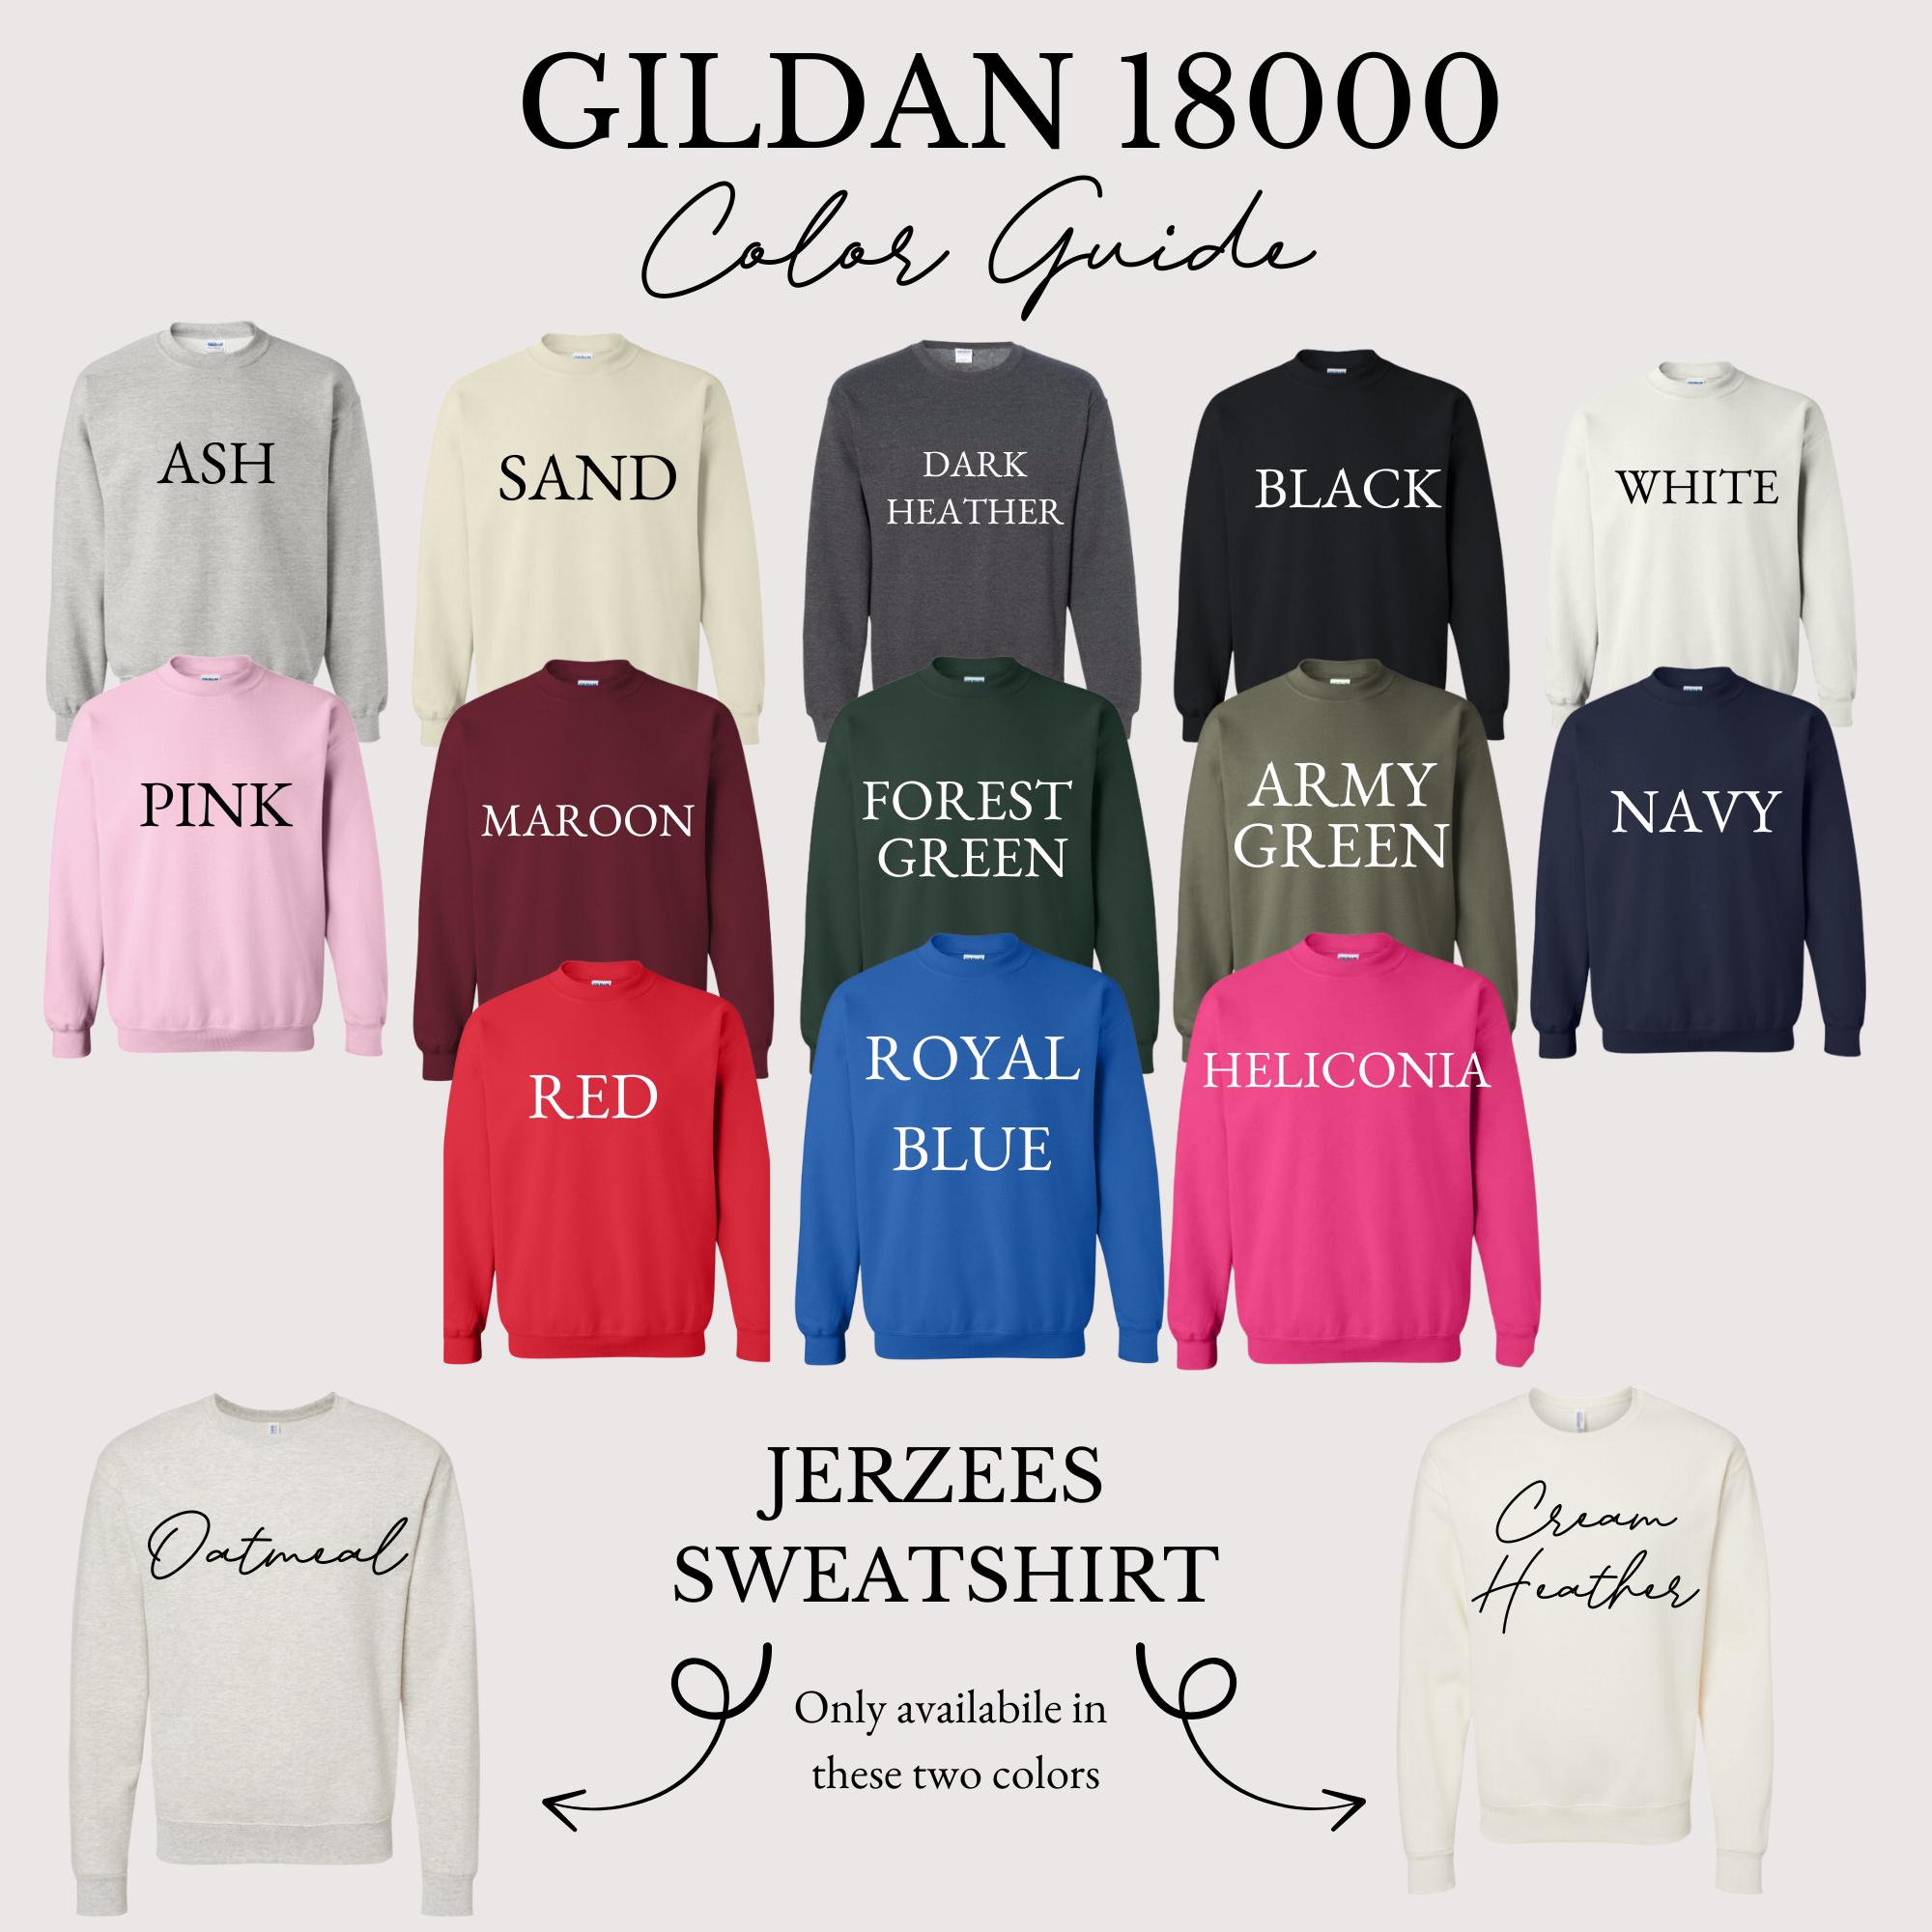 GILDAN 18000
Color Guide
ASH
SAND
DARK
HEATHER
BLACK
WHITE
PINK
MAROON
FOREST
GREEN
ARMY
GREEN
NAVY
RED
ROYAL
BLUE
HELICONIA
JERZEES
SWEATSHIRT
Oatmeal
Cream
Heather
Only availabile in
these two colors